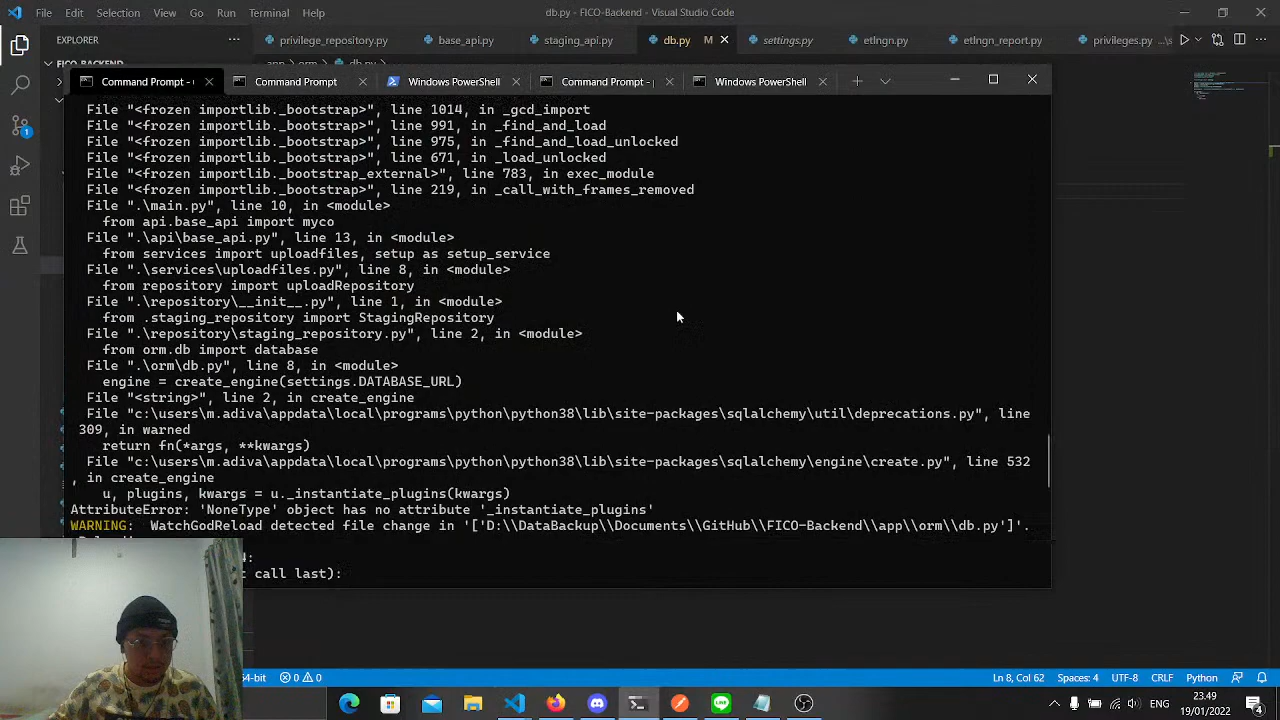 File Edit Selection View Go Run Terminal Help
db.py - FICO-Backend - Visual Studio Code
EXPLORER
privilege_repository.py
base_api.py
staging_api.py
db.py M
settings.py
etlngn.py
etlngn_report.py
privileges.py
Command Prompt -
Command Prompt
Windows PowerShell
Command Prompt -
Windows PowerShell
File "<frozen importlib._bootstrap>", line 1014, in _gcd_import
File "<frozen importlib._bootstrap>", line 991, in _find_and_load
File "<frozen importlib._bootstrap>", line 975, in _find_and_load_unlocked
File "<frozen importlib._bootstrap>", line 671, in _load_unlocked
File "<frozen importlib._bootstrap_external>", line 783, in exec_module
File "<frozen importlib._bootstrap>", line 219, in _call_with_frames_removed
File ".\main.py", line 10, in <module>
from api.base_api import myco
File ".\api\base_api.py", line 13, in <module>
from services import uploadfiles, setup as setup_service
File ".\services\uploadfiles.py", line 8, in <module>
from repository import uploadRepository
File ".\repository\__init__.py", line 1, in <module>
from .staging_repository import StagingRepository
File ".\repository\staging_repository.py", line 2, in <module>
from orm.db import database
File ".\orm\db.py", line 8, in <module>
engine = create_engine(settings.DATABASE_URL)
File "<string>", line 2, in create_engine
File "c:\users\m.adiva\appdata\local\programs\python\python38\lib\site-packages\sqlalchemy\util\deprecations.py", line
309, in warned
return fn(*args, **kwargs)
File "c:\users\m.adiva\appdata\local\programs\python\python38\lib\site-packages\sqlalchemy\engine\create.py", line 532
, in create_engine
u, plugins, kwargs = u._instantiate_plugins(kwargs)
AttributeError: 'NoneType' object has no attribute '_instantiate_plugins'
WARNING: WatchGodReload detected file change in '['D:\\DataBackup\\Documents\\GitHub\\FICO-Backend\\app\\orm\\db.py']'.
call last):
64-bit
0 0
Ln 8, Col 62
Spaces: 4
UTF-8
CRLF
Python
23.49
19/01/2022